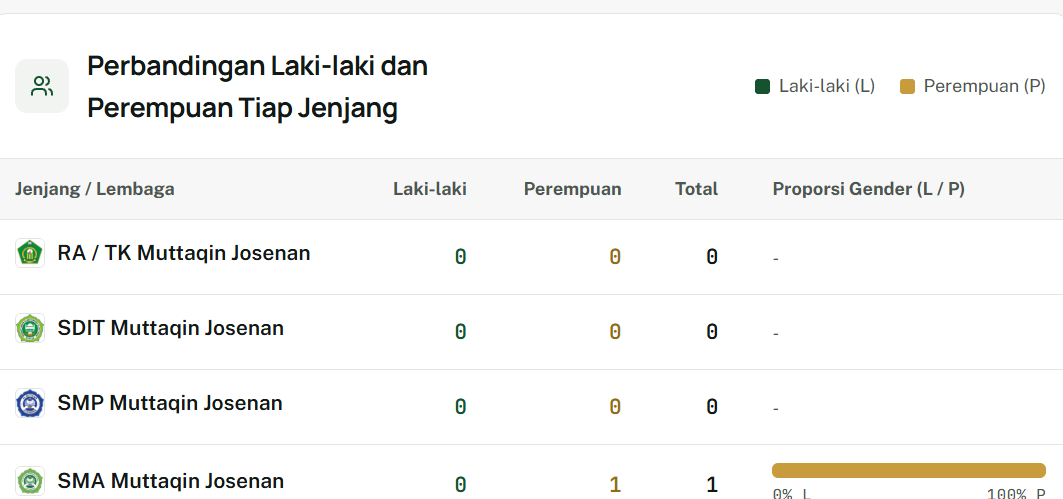 Perbandingan Laki-laki dan
Perempuan Tiap Jenjang
Laki-laki (L) Perempuan (P)
Jenjang / Lembaga Laki-laki Perempuan Total Proporsi Gender (L / P)
RA / TK Muttaqin Josenan 0 0 0 -
SDIT Muttaqin Josenan 0 0 0 -
SMP Muttaqin Josenan 0 0 0 -
SMA Muttaqin Josenan 0 1 1
0% L 100% P